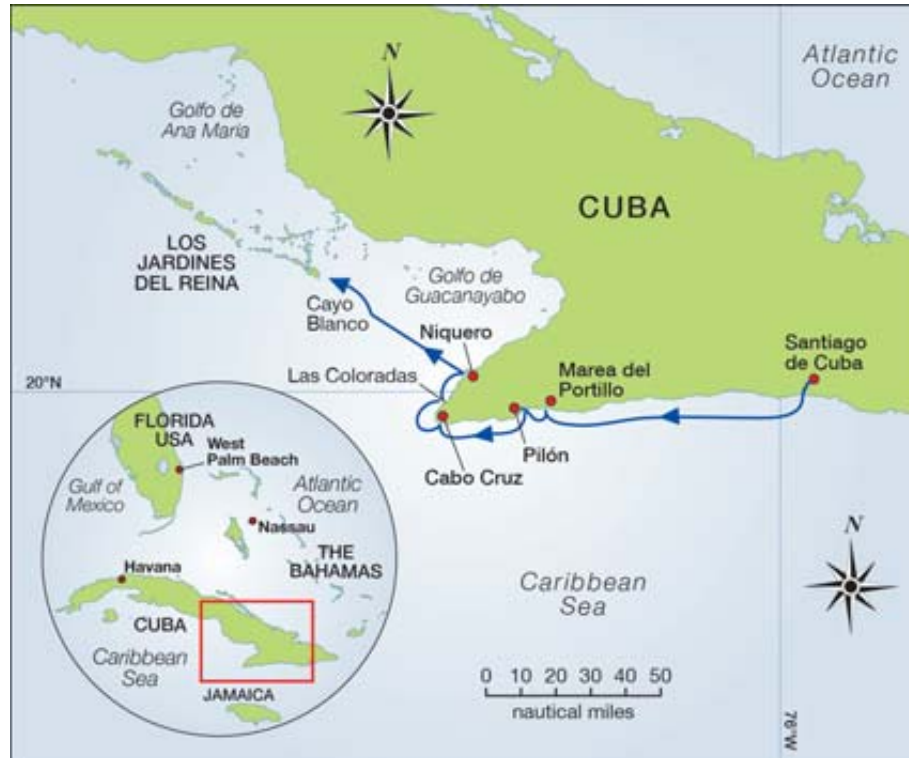 N
Atlantic
Ocean
Golfo de
Ana Maria
CUBA
LOS
JARDINES
DEL REINA
Golfo de
Guacanayabo
Cayo
Blanco
Niquero
Santiago
de Cuba
Marea del
Portillo
Las Coloradas
20°N
Pilón
Cabo Cruz
FLORIDA
USA
West
Palm Beach
Gulf of
Mexico
Atlantic
Ocean
Nassau
THE
BAHAMAS
Havana
CUBA
Caribbean
Sea
JAMAICA
N
Caribbean
Sea
0 10 20 30 40 50
nautical miles
76°W